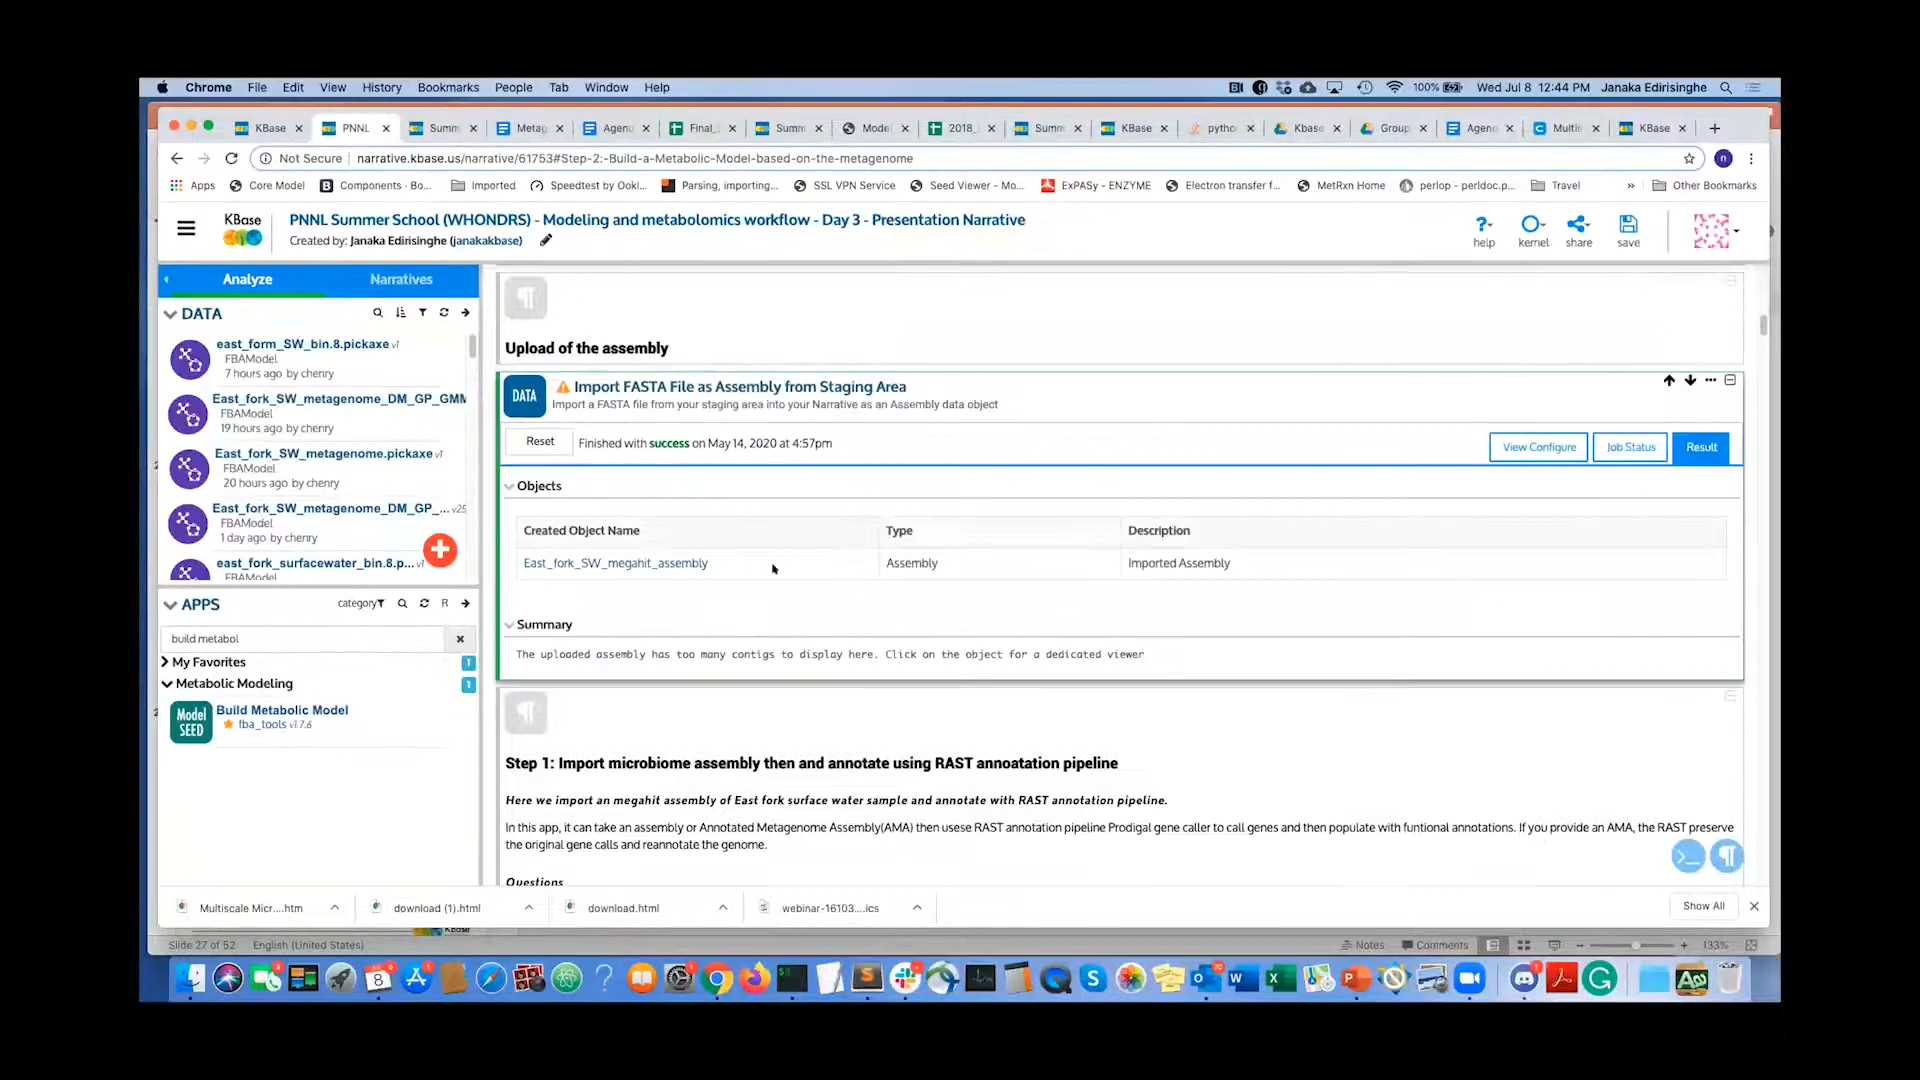 Chrome File Edit View History Bookmarks People Tab Window Help 100% Wed Jul 8 12:44 PM Janaka Edirisinghe
KBase PNNL Summ Metag Agend Final_ Summ Model 2018_ Summ KBase pytho Kbase Group Agend Multis KBase
Not Secure narrative.kbase.us/narrative/61753#Step-2:-Build-a-Metabolic-Model-based-on-the-metagenome n
Apps Core Model Components - Bo... Imported Speedtest by Ookl... Parsing, importing... SSL VPN Service Seed Viewer - Mo... ExPASy - ENZYME Electron transfer f... MetRxn Home perlop - perldoc.p... Travel » Other Bookmarks
KBase
PNNL Summer School (WHONDRS) - Modeling and metabolomics workflow - Day 3 - Presentation Narrative
Created by: Janaka Edirisinghe (janakakbase)
help kernel share save
Analyze Narratives
DATA
east_form_SW_bin.8.pickaxe v1
FBAModel
7 hours ago by chenry
East_fork_SW_metagenome_DM_GP_GMM
FBAModel
19 hours ago by chenry
East_fork_SW_metagenome.pickaxe v1
FBAModel
20 hours ago by chenry
East_fork_SW_metagenome_DM_GP_... v25
FBAModel
1 day ago by chenry
east_fork_surfacewater_bin.8.p... v1
FBAModel
APPS category R
build metabol
My Favorites 1
Metabolic Modeling 1
Model SEED
Build Metabolic Model
fba_tools v1.7.6
Upload of the assembly
DATA
Import FASTA File as Assembly from Staging Area
Import a FASTA file from your staging area into your Narrative as an Assembly data object
Reset Finished with success on May 14, 2020 at 4:57pm View Configure Job Status Result
Objects
Created Object Name Type Description
East_fork_SW_megahit_assembly Assembly Imported Assembly
Summary
The uploaded assembly has too many contigs to display here. Click on the object for a dedicated viewer
Step 1: Import microbiome assembly then and annotate using RAST annoatation pipeline
Here we import an megahit assembly of East fork surface water sample and annotate with RAST annotation pipeline.
In this app, it can take an assembly or Annotated Metagenome Assembly(AMA) then usese RAST annotation pipeline Prodigal gene caller to call genes and then populate with funtional annotations. If you provide an AMA, the RAST preserve
the original gene calls and reannotate the genome.
Questions
Multiscale Micr....htm download (1).html download.html webinar-16103....ics Show All
KBase
Slide 27 of 52 English (United States) Notes Comments 133%